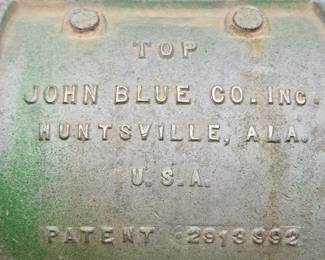 TOP
JOHN BLUE CO. INC.
HUNTSVILLE, ALA.
U.S.A.
PATENT 2913992